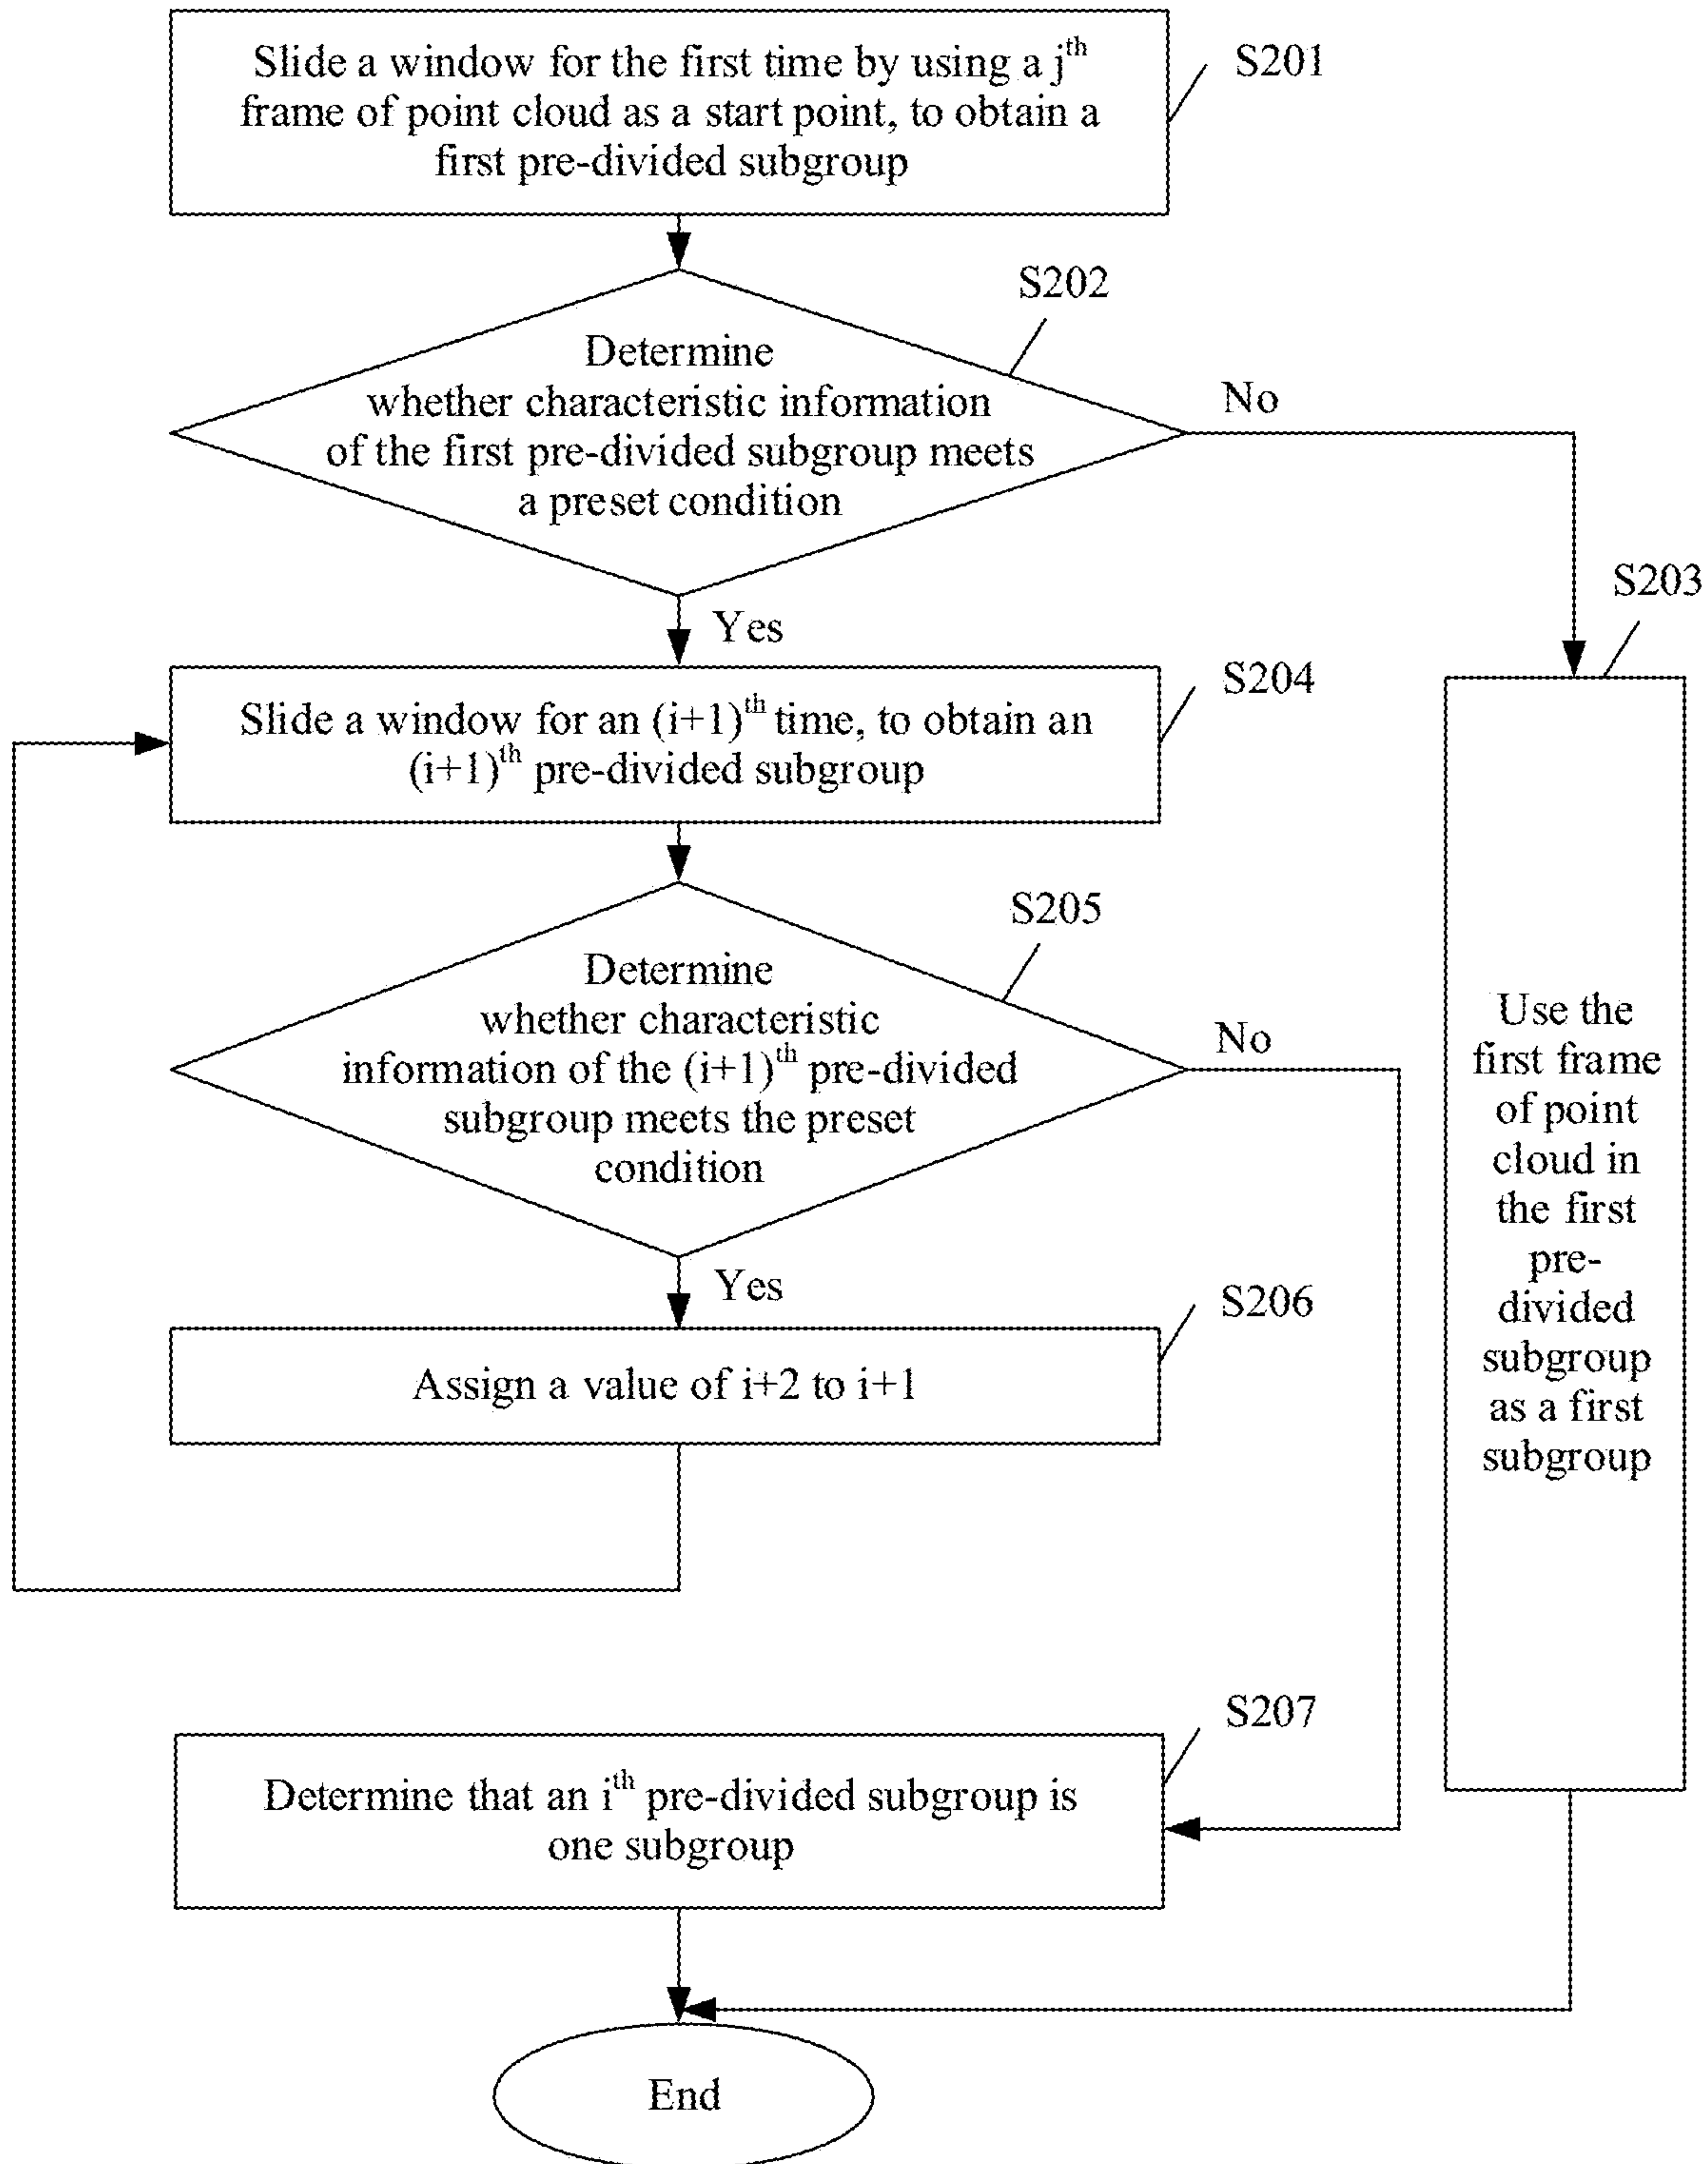 Slide a window for the first time by using a jth
frame of point cloud as a start point, to obtain a
first pre-divided subgroup
S201
S202
Determine
whether characteristic information
of the first pre-divided subgroup meets
a preset condition
No
Yes
S203
Use the
first frame
of point
cloud in
the first
pre-
divided
subgroup
as a first
subgroup
S204
Slide a window for an (i+1)th time, to obtain an
(i+1)th pre-divided subgroup
S205
Determine
whether characteristic
information of the (i+1)th pre-divided
subgroup meets the preset
condition
No
Yes
S206
Assign a value of i+2 to i+1
S207
Determine that an ith pre-divided subgroup is
one subgroup
End